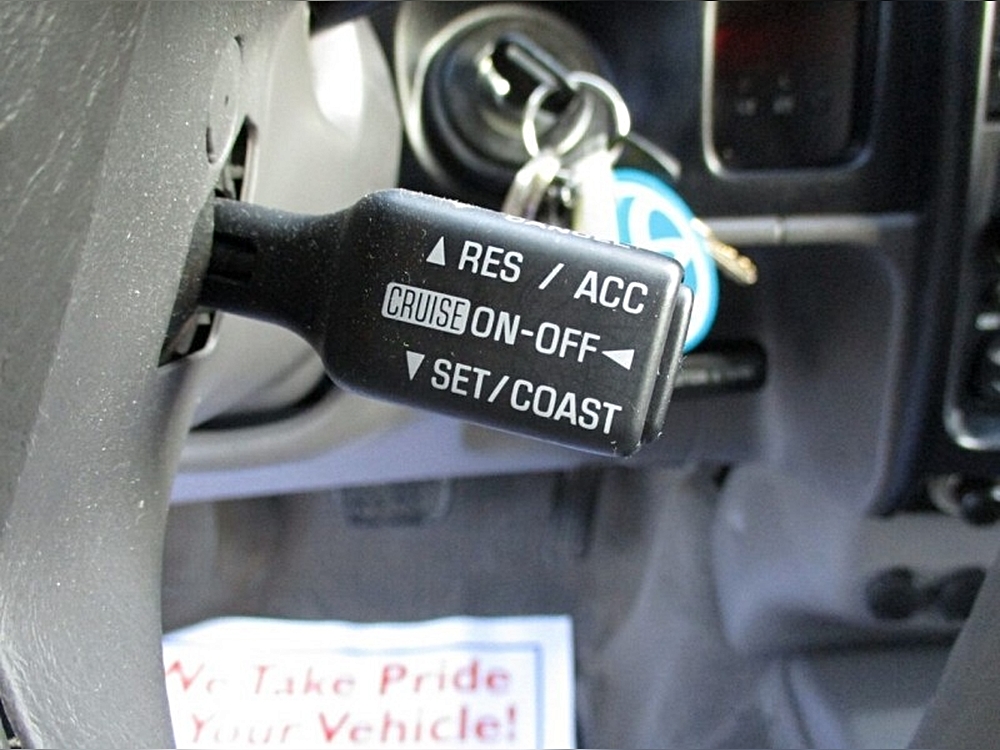 ▲ RES / ACC
CRUISE ON-OFF ◀
▼ SET/COAST
We Take Pride
Your Vehicle!